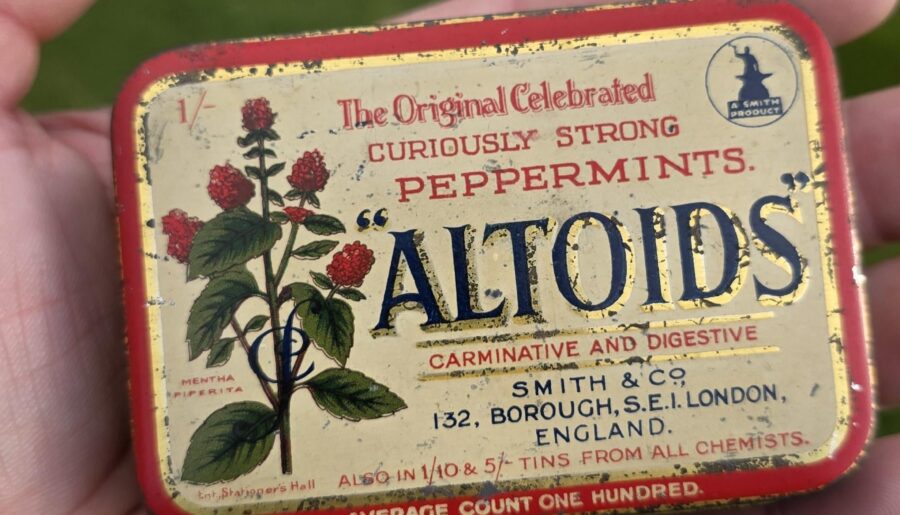 1/-
The Original Celebrated
CURIOUSLY STRONG
PEPPERMINTS.
"ALTOIDS"
CARMINATIVE AND DIGESTIVE
SMITH & Co,
132, BOROUGH, S.E.1. LONDON,
ENGLAND.
ALSO IN 1/10 & 5/- TINS FROM ALL CHEMISTS.
AVERAGE COUNT ONE HUNDRED.
A SMITH
PRODUCT
MENTHA
PIPERITA
Ent. Stationer's Hall